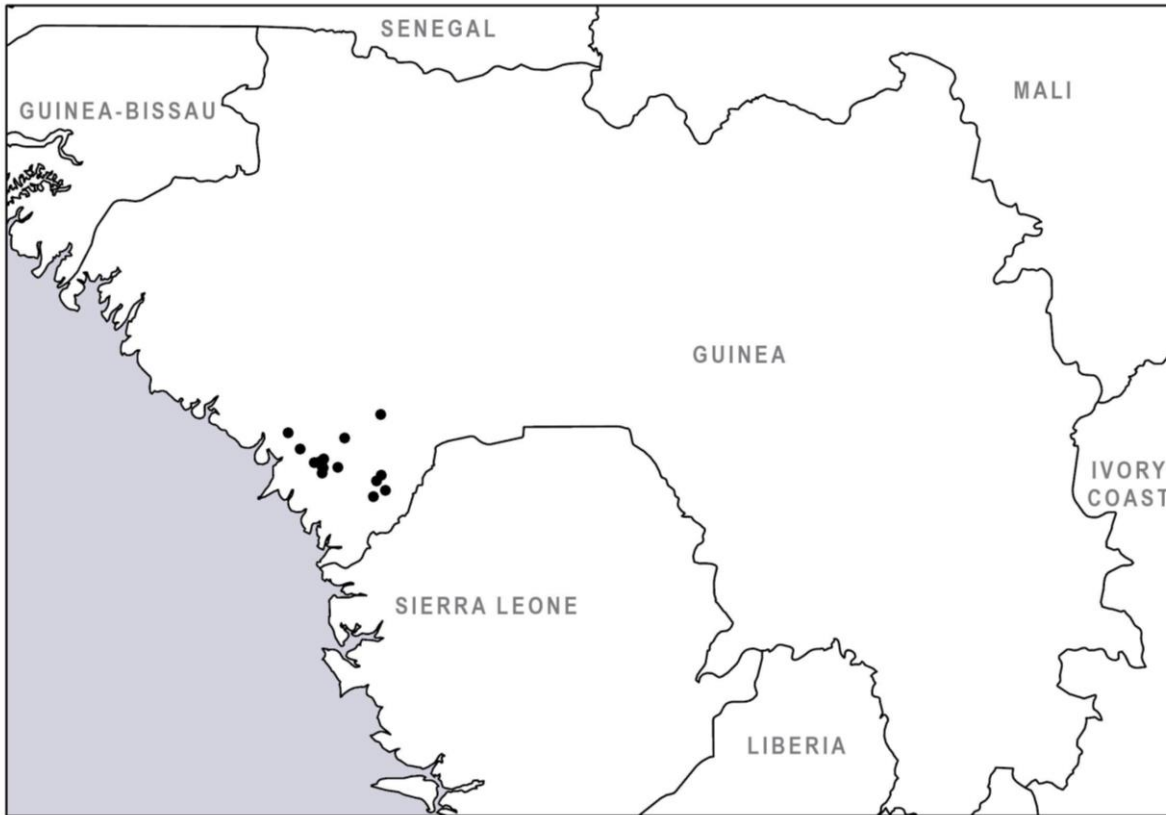 SENEGAL
MALI
GUINEA-BISSAU
GUINEA
IVORY
COAST
SIERRA LEONE
LIBERIA